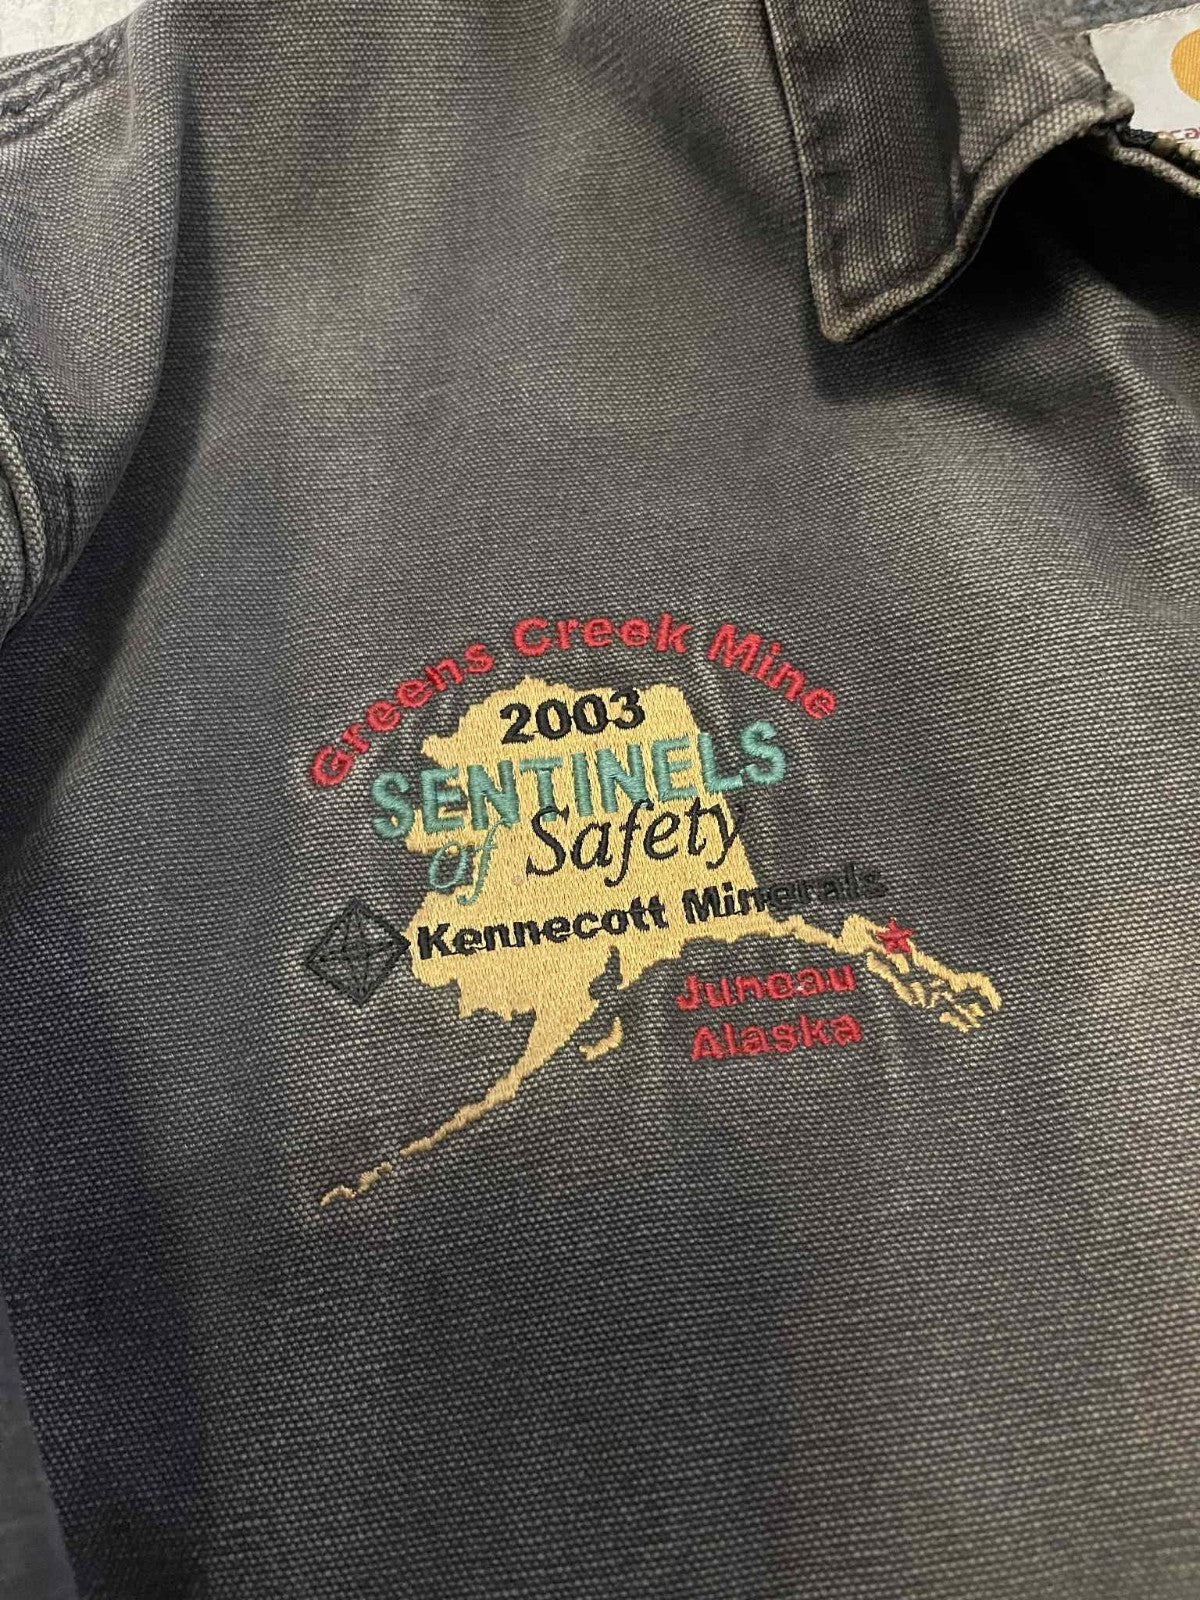 Greens Creek Mine
2003
SENTINELS
of Safety
Kennecott Minerals
Juneau
Alaska